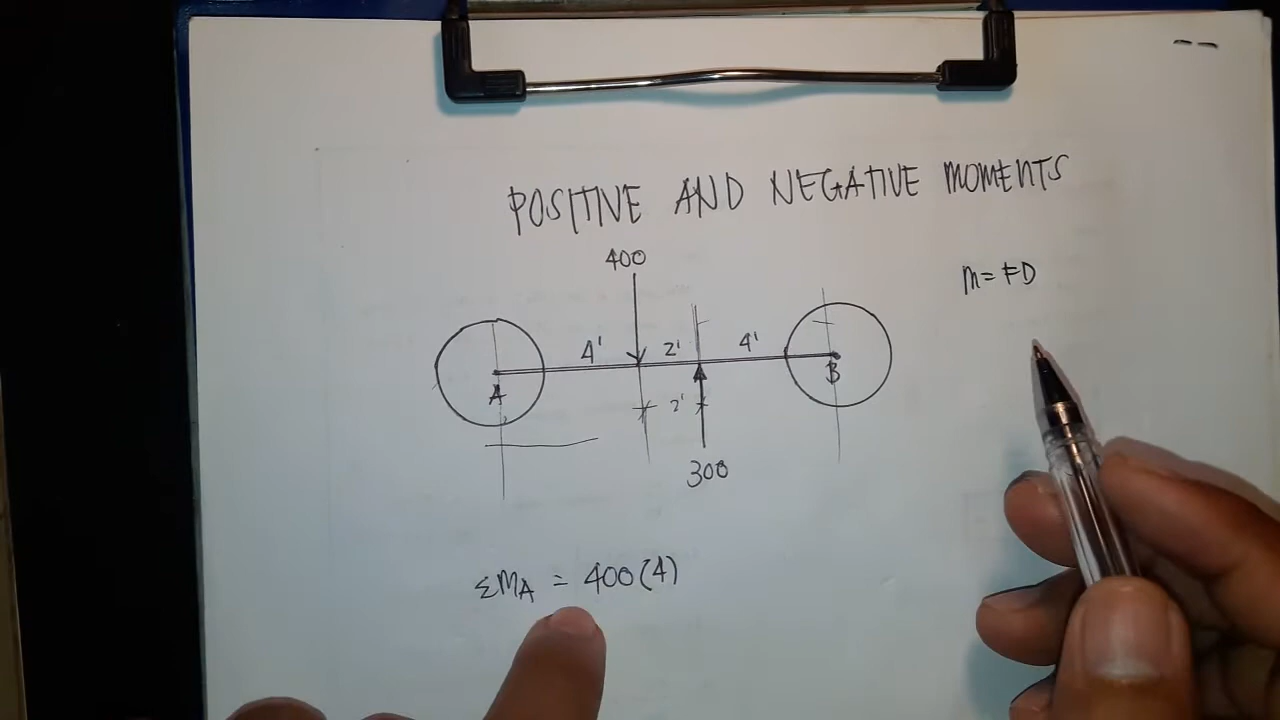 POSITIVE AND NEGATIVE MOMENTS
400
M = FD
4' 2' 4'
A B
2'
300
ΣMA = 400(4)